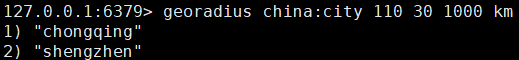 127.0.0.1:6379> georadius china:city 110 30 1000 km
1) "chongqing"
2) "shengzhen"